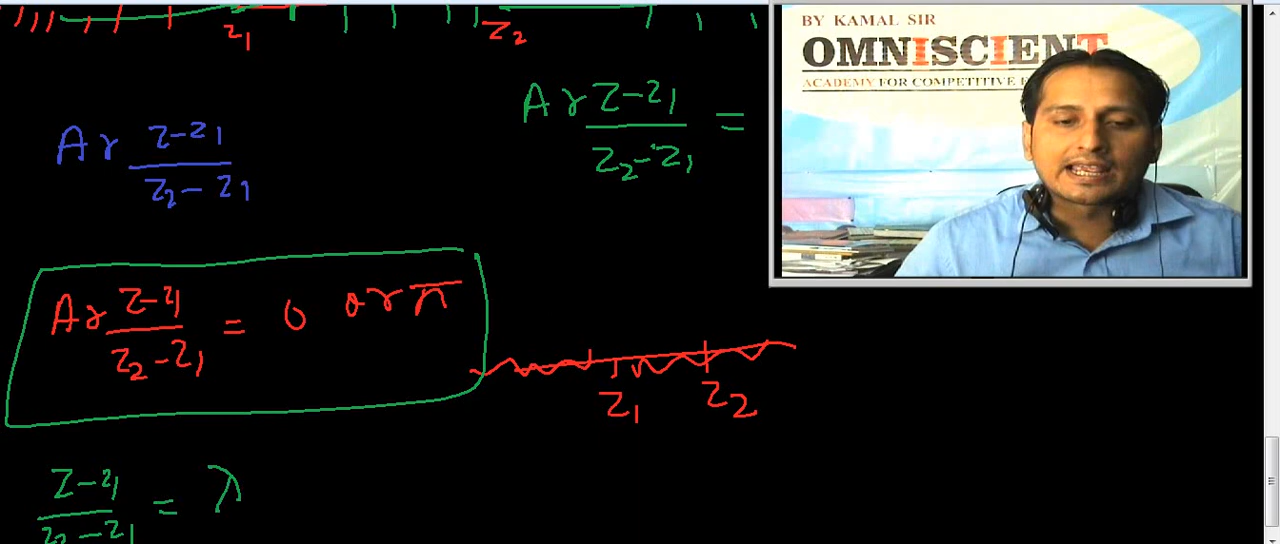 z₁ z₂
BY KAMAL SIR
OMNISCIENT
ACADEMY FOR COMPETITIVE
Ar (z-z₁)/(z₂-z₁) =
Ar (z-z₁)/(z₂-z₁)
Ar (z-z₁)/(z₂-z₁) = 0 or π
z₁ z₂
(z-z₁)/(z₂-z₁) = λ